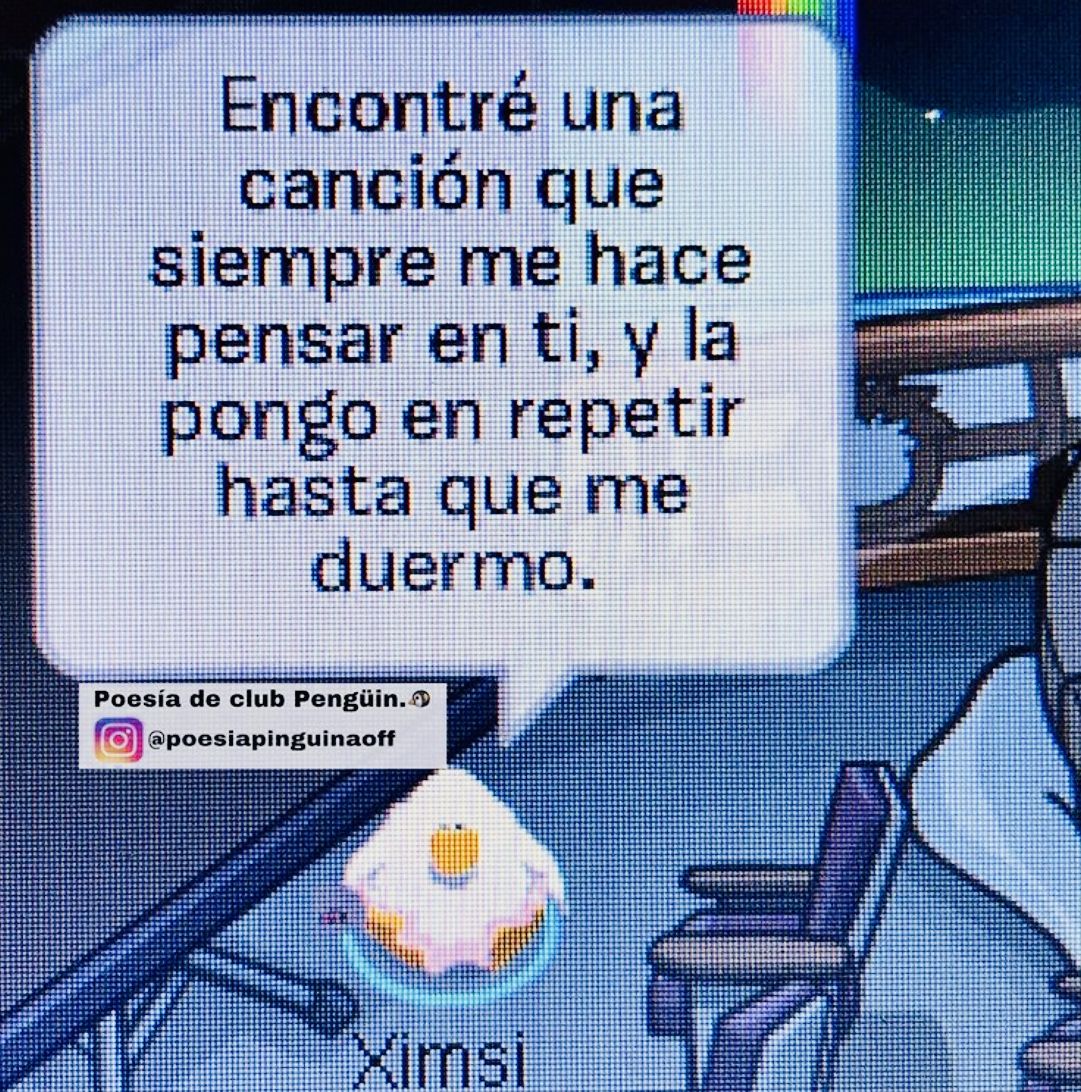 Encontré una
canción que
siempre me hace
pensar en ti, y la
pongo en repetir
hasta que me
duermo.
Poesía de club Pengüin.
@poesiapinguinaoff
Ximsi